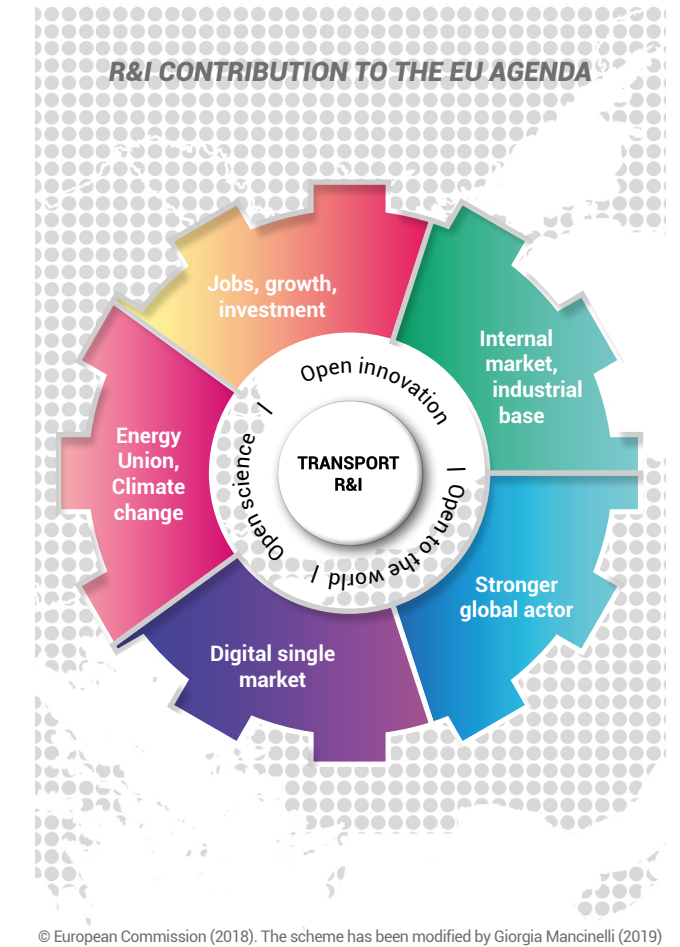 R&I CONTRIBUTION TO THE EU AGENDA
Jobs, growth,
investment
Internal
market,
industrial
base
Energy
Union,
Climate
change
Open innovation
| Open to the world
| Open science |
TRANSPORT
R&I
Stronger
global actor
Digital single
market
© European Commission (2018). The scheme has been modified by Giorgia Mancinelli (2019)